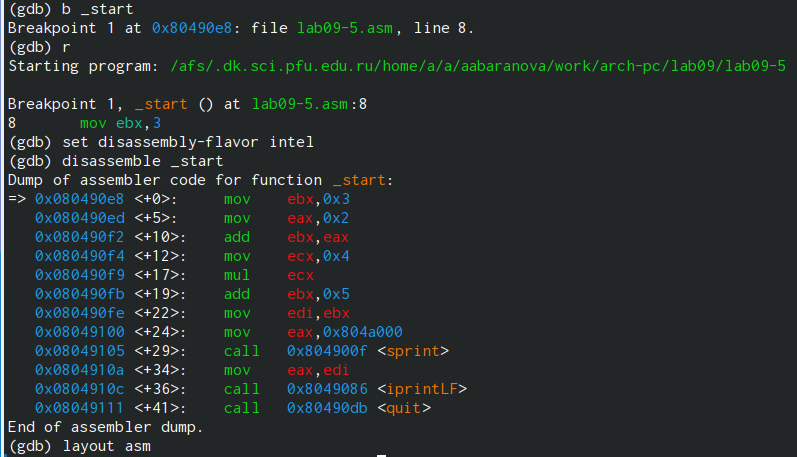 (gdb) b _start
Breakpoint 1 at 0x80490e8: file lab09-5.asm, line 8.
(gdb) r
Starting program: /afs/.dk.sci.pfu.edu.ru/home/a/a/aabaranova/work/arch-pc/lab09/lab09-5

Breakpoint 1, _start () at lab09-5.asm:8
8       mov ebx,3
(gdb) set disassembly-flavor intel
(gdb) disassemble _start
Dump of assembler code for function _start:
=> 0x080490e8 <+0>:     mov    ebx,0x3
   0x080490ed <+5>:     mov    eax,0x2
   0x080490f2 <+10>:    add    ebx,eax
   0x080490f4 <+12>:    mov    ecx,0x4
   0x080490f9 <+17>:    mul    ecx
   0x080490fb <+19>:    add    ebx,0x5
   0x080490fe <+22>:    mov    edi,ebx
   0x08049100 <+24>:    mov    eax,0x804a000
   0x08049105 <+29>:    call   0x804900f <sprint>
   0x0804910a <+34>:    mov    eax,edi
   0x0804910c <+36>:    call   0x8049086 <iprintLF>
   0x08049111 <+41>:    call   0x80490db <quit>
End of assembler dump.
(gdb) layout asm